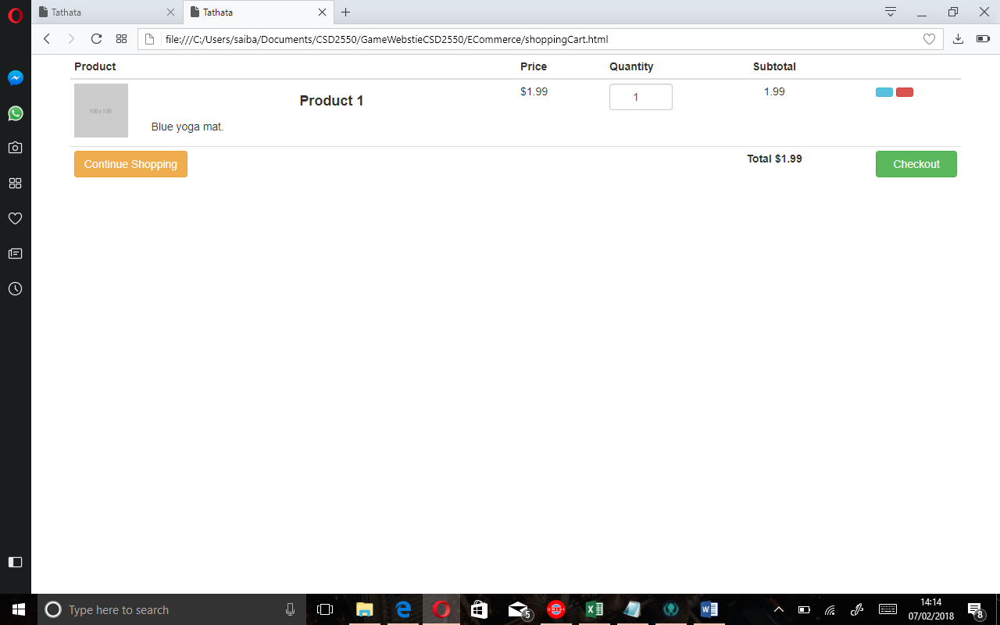 Tathata
Tathata
file:///C:/Users/saiba/Documents/CSD2550/GameWebstieCSD2550/ECommerce/shoppingCart.html
Product Price Quantity Subtotal
100 x 100
Product 1
$1.99 1 1.99
Blue yoga mat.
Continue Shopping Total $1.99 Checkout
Type here to search
5
14:14
07/02/2018
8